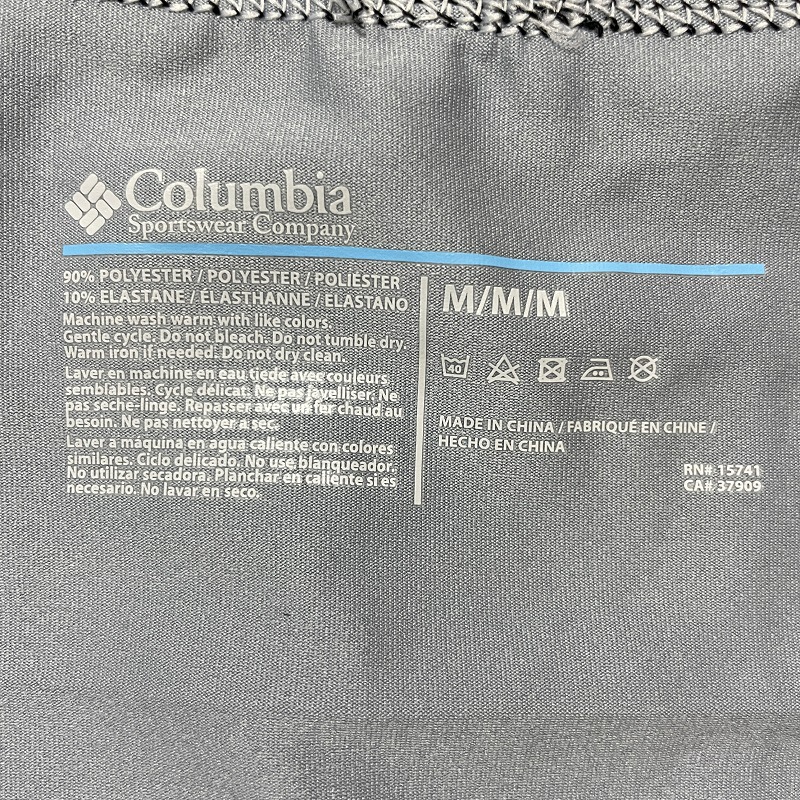 Columbia
Sportswear Company
90% POLYESTER / POLYESTER / POLIÉSTER
10% ELASTANE / ÉLASTHANNE / ELASTANO
Machine wash warm with like colors.
Gentle cycle. Do not bleach. Do not tumble dry.
Warm iron if needed. Do not dry clean.
Laver en machine en eau tiede avec couleurs
semblables. Cycle délicat. Ne pas javelliser. Ne
pas seche-linge. Repasser avec un fer chaud au
besoin. Ne pas nettoyer a sec.
Lavar a maquina en agua caliente con colores
similares. Ciclo delicado. No use blanqueador.
No utilizar secadora. Planchar en caliente si es
necesario. No lavar en seco.
M/M/M
40
MADE IN CHINA / FABRIQUÉ EN CHINE /
HECHO EN CHINA
RN# 15741
CA# 37909